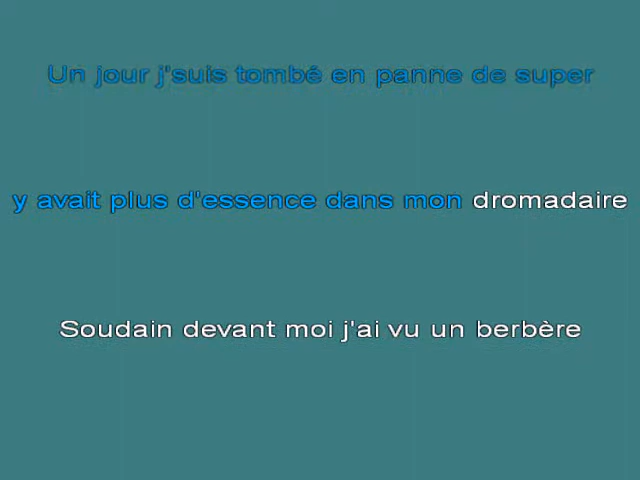 Un jour j'suis tombé en panne de super
y avait plus d'essence dans mon dromadaire
Soudain devant moi j'ai vu un berbère